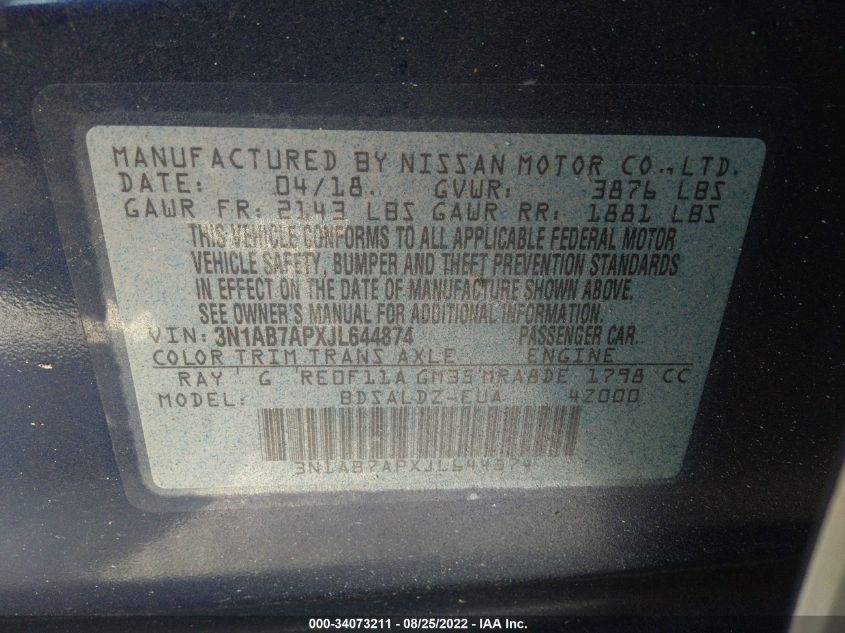 MANUFACTURED BY NISSAN MOTOR CO., LTD.
DATE: 04/18. GVWR: 3876 LBS
GAWR FR: 2143 LBS GAWR RR: 1881 LBS
THIS VEHICLE CONFORMS TO ALL APPLICABLE FEDERAL MOTOR
VEHICLE SAFETY, BUMPER AND THEFT PREVENTION STANDARDS
IN EFFECT ON THE DATE OF MANUFACTURE SHOWN ABOVE.
SEE OWNER'S MANUAL FOR ADDITIONAL INFORMATION.
VIN: 3N1AB7APXJL644874 PASSENGER CAR
COLOR TRIM TRANS AXLE ENGINE
RAY G RE0F11A GM35 MRA8DE 1798 CC
MODEL: BDSALDZ-EUA 4Z000
3N1AB7APXJL644874
000-34073211 - 08/25/2022 - IAA Inc.